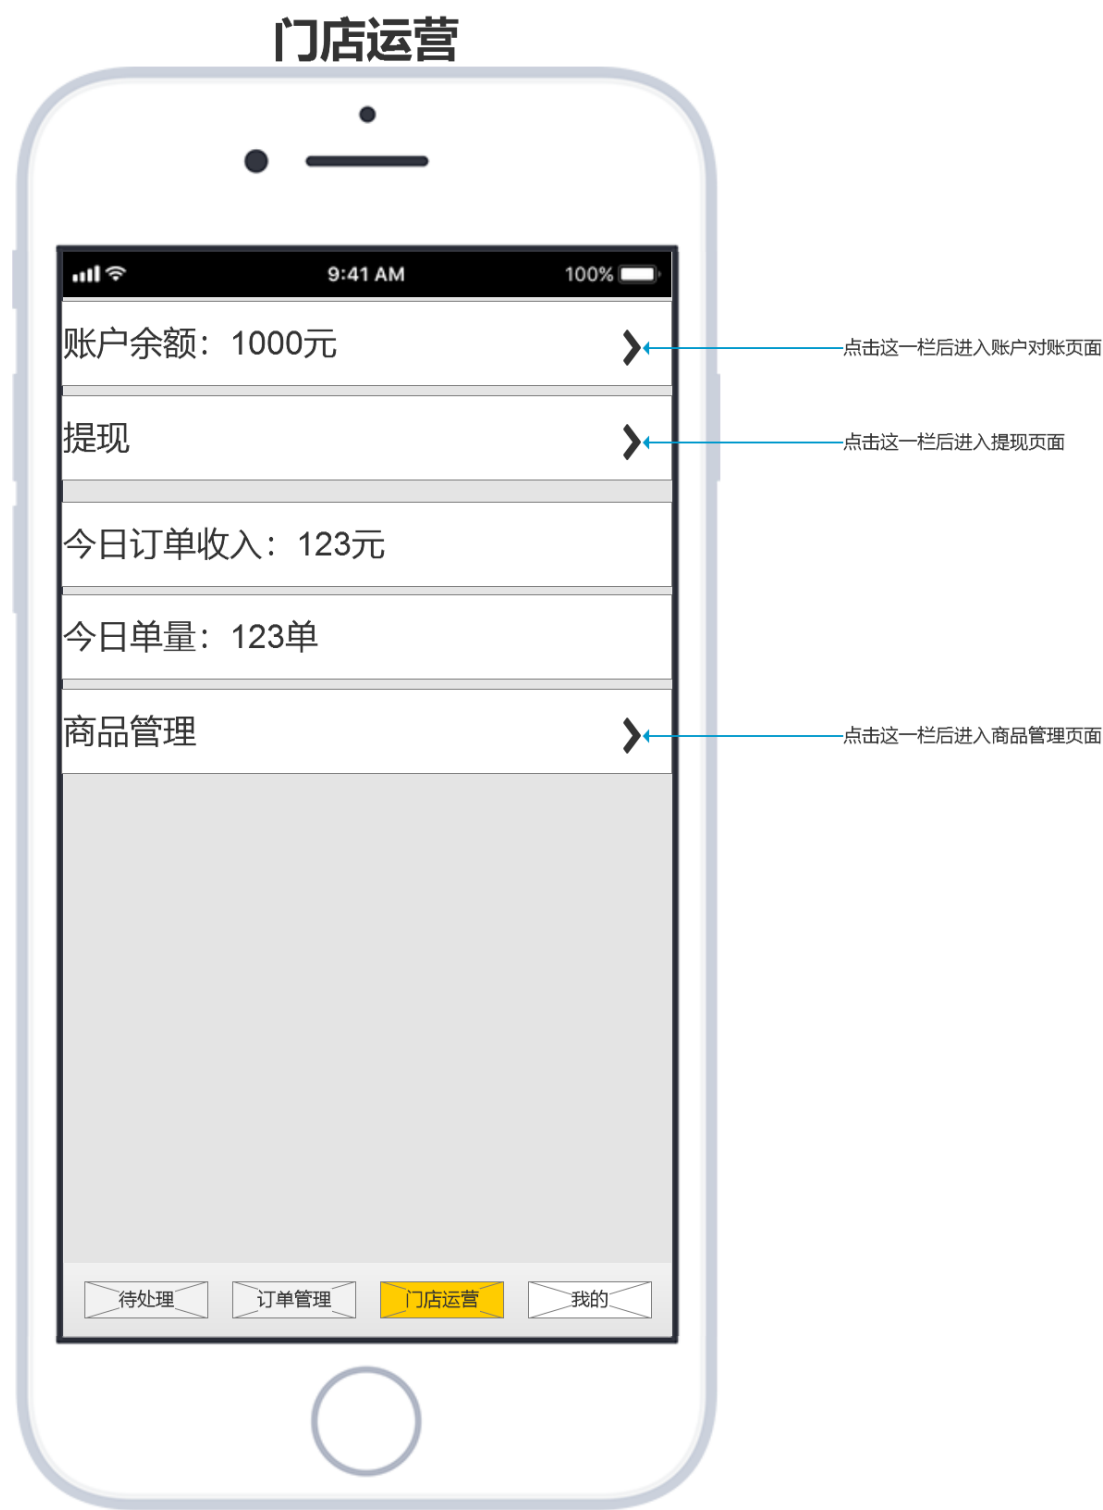 门店运营
9:41 AM
100%
账户余额：1000元
点击这一栏后进入账户对账页面
提现
点击这一栏后进入提现页面
今日订单收入：123元
今日单量：123单
商品管理
点击这一栏后进入商品管理页面
待处理
订单管理
门店运营
我的